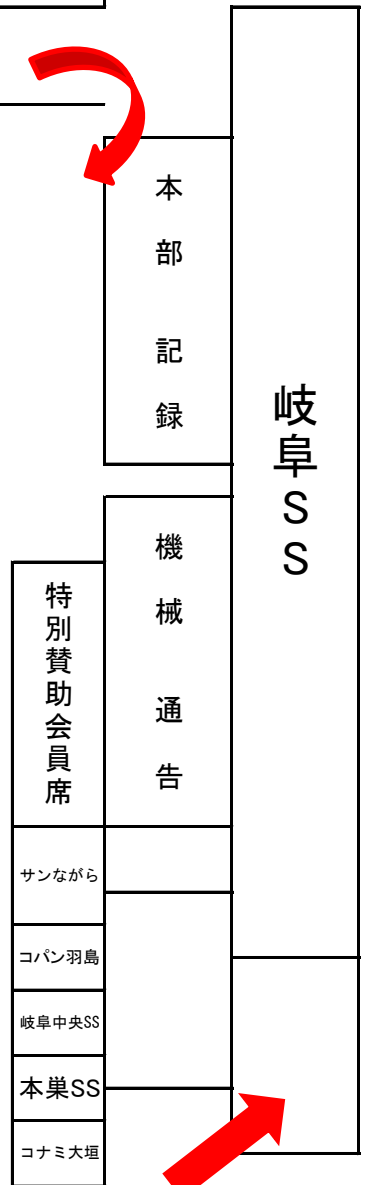 本部記録
岐阜SS
機械通告
特別賛助会員席
サンながら
コパン羽島
岐阜中央SS
本巣SS
コナミ大垣